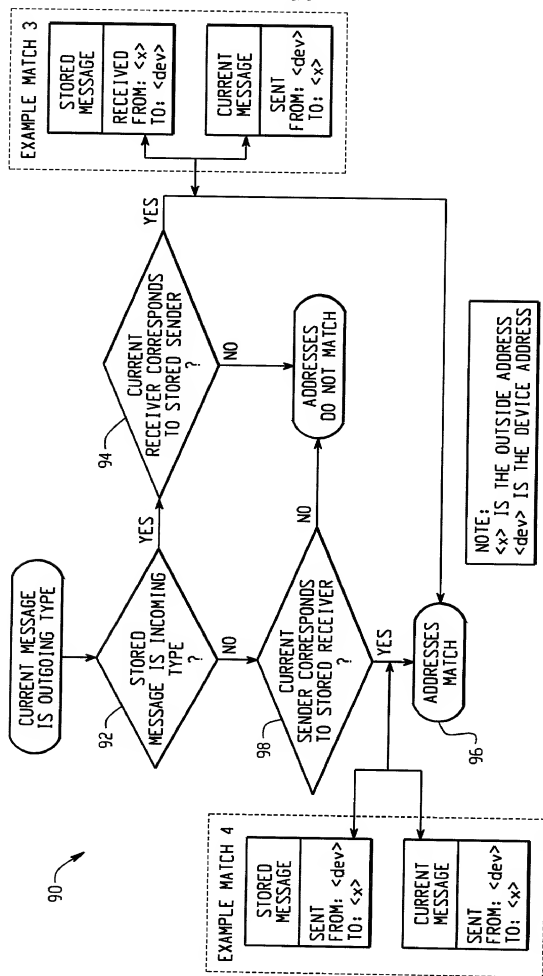 90
CURRENT MESSAGE
IS OUTGOING TYPE
92
STORED
MESSAGE IS INCOMING
TYPE
?
YES
NO
94
CURRENT
RECEIVER CORRESPONDS
TO STORED SENDER
?
YES
NO
EXAMPLE MATCH 3
STORED
MESSAGE
RECEIVED
FROM: <x>
TO: <dev>
CURRENT
MESSAGE
SENT
FROM: <dev>
TO: <x>
98
CURRENT
SENDER CORRESPONDS
TO STORED RECEIVER
?
NO
YES
ADDRESSES
DO NOT MATCH
EXAMPLE MATCH 4
STORED
MESSAGE
SENT
FROM: <dev>
TO: <x>
CURRENT
MESSAGE
SENT
FROM: <dev>
TO: <x>
96
ADDRESSES
MATCH
NOTE:
<x> IS THE OUTSIDE ADDRESS
<dev> IS THE DEVICE ADDRESS